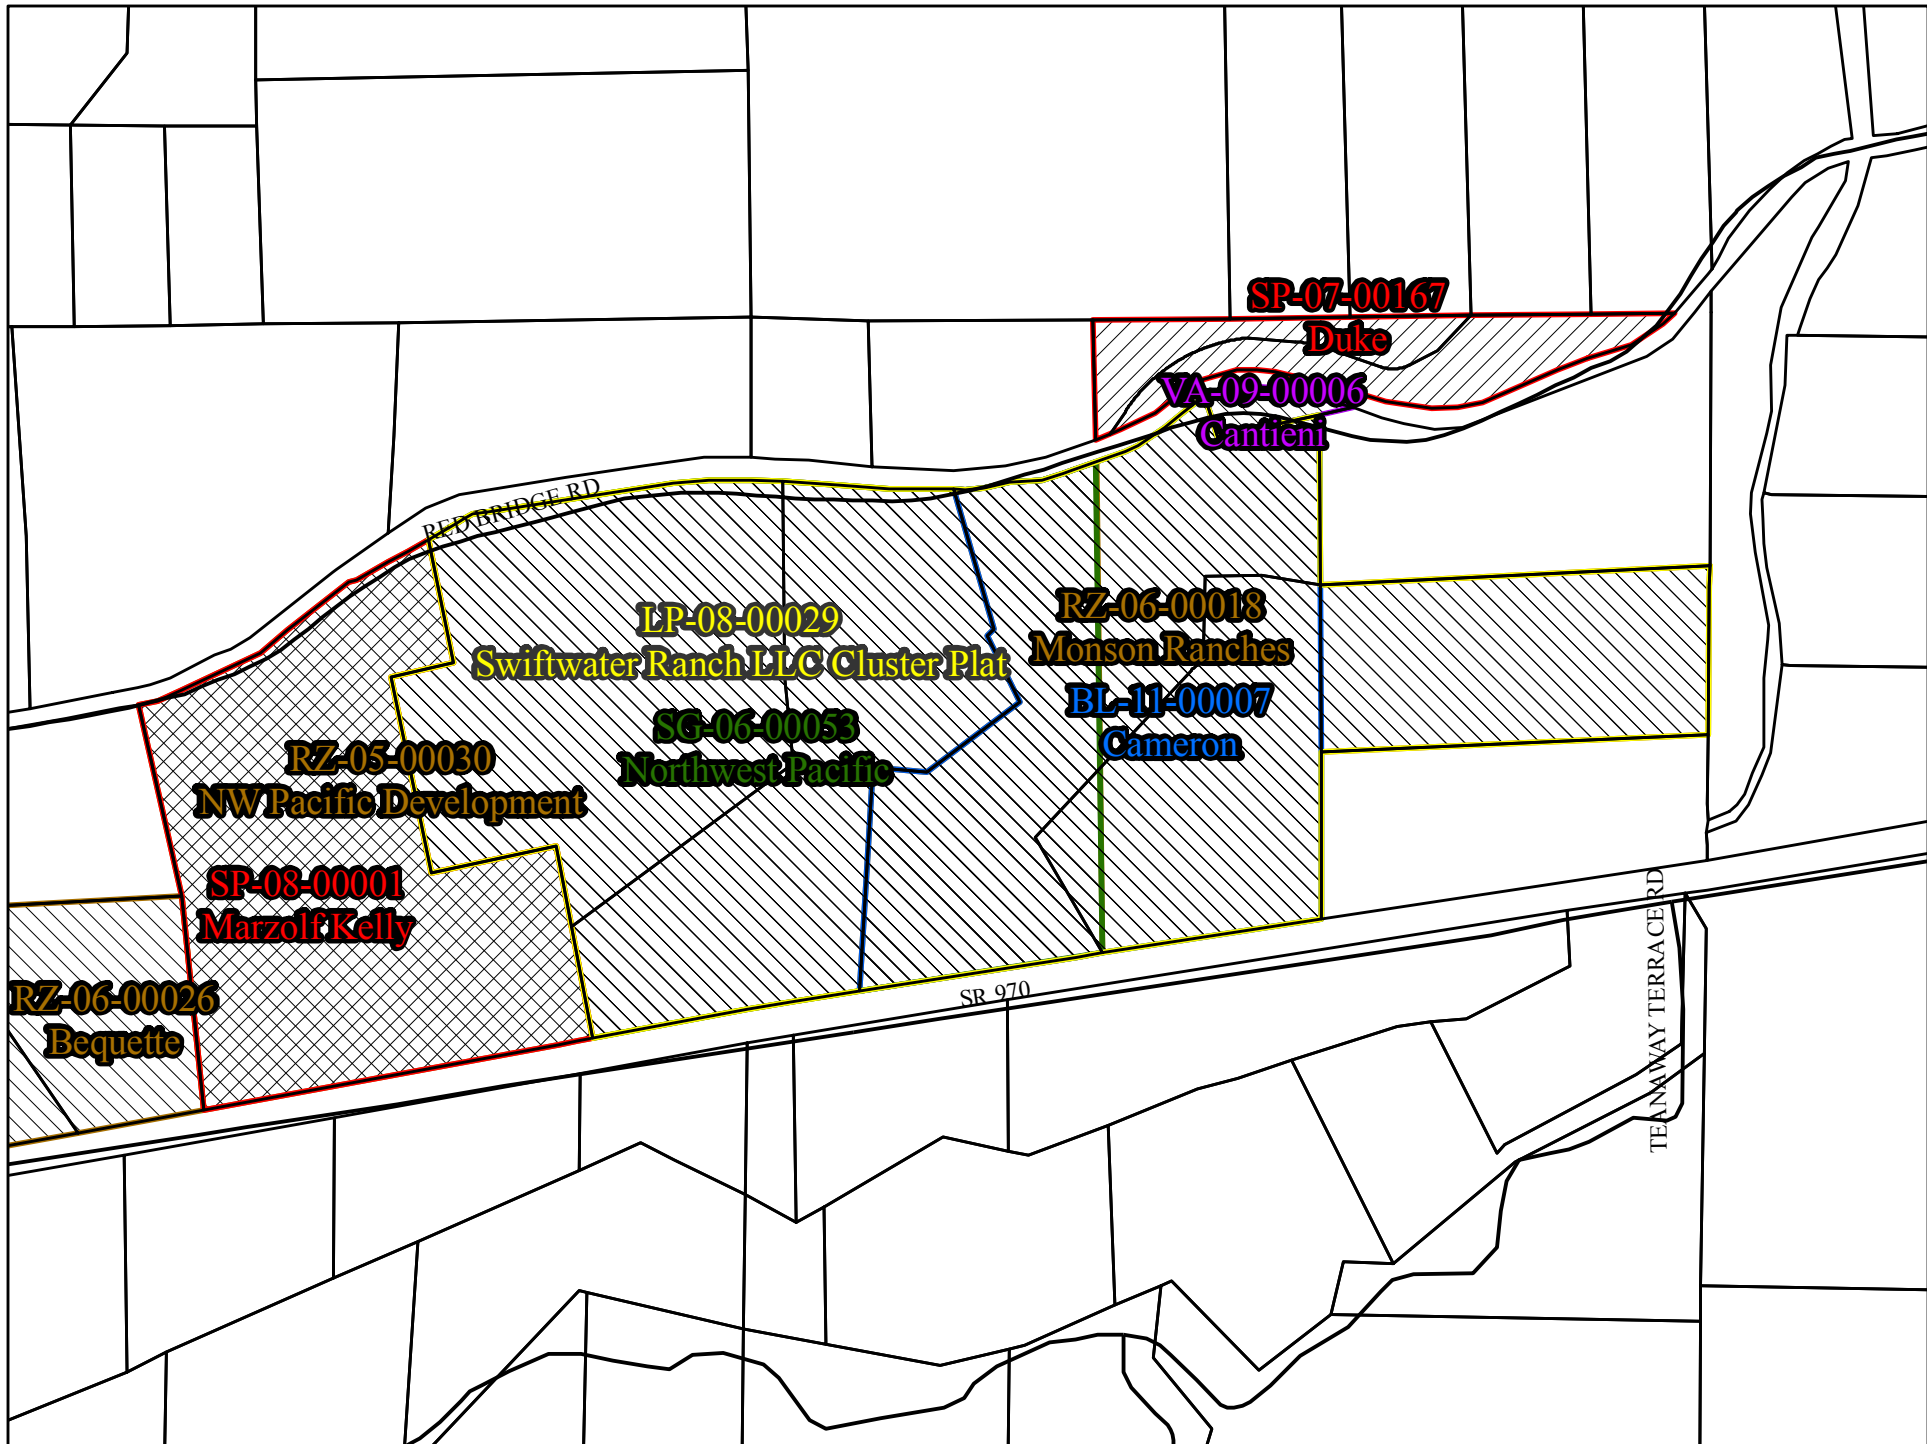 SP-07-00167
Duke
VA-09-00006
Cantieni
RED BRIDGE RD
LP-08-00029
Swiftwater Ranch LLC Cluster Plat
RZ-06-00018
Monson Ranches
BL-11-00007
Cameron
SG-06-00053
Northwest Pacific
RZ-05-00030
NW Pacific Development
SP-08-00001
Marzolf Kelly
RZ-06-00026
Bequette
SR 970
TEANAWAY TERRACE RD